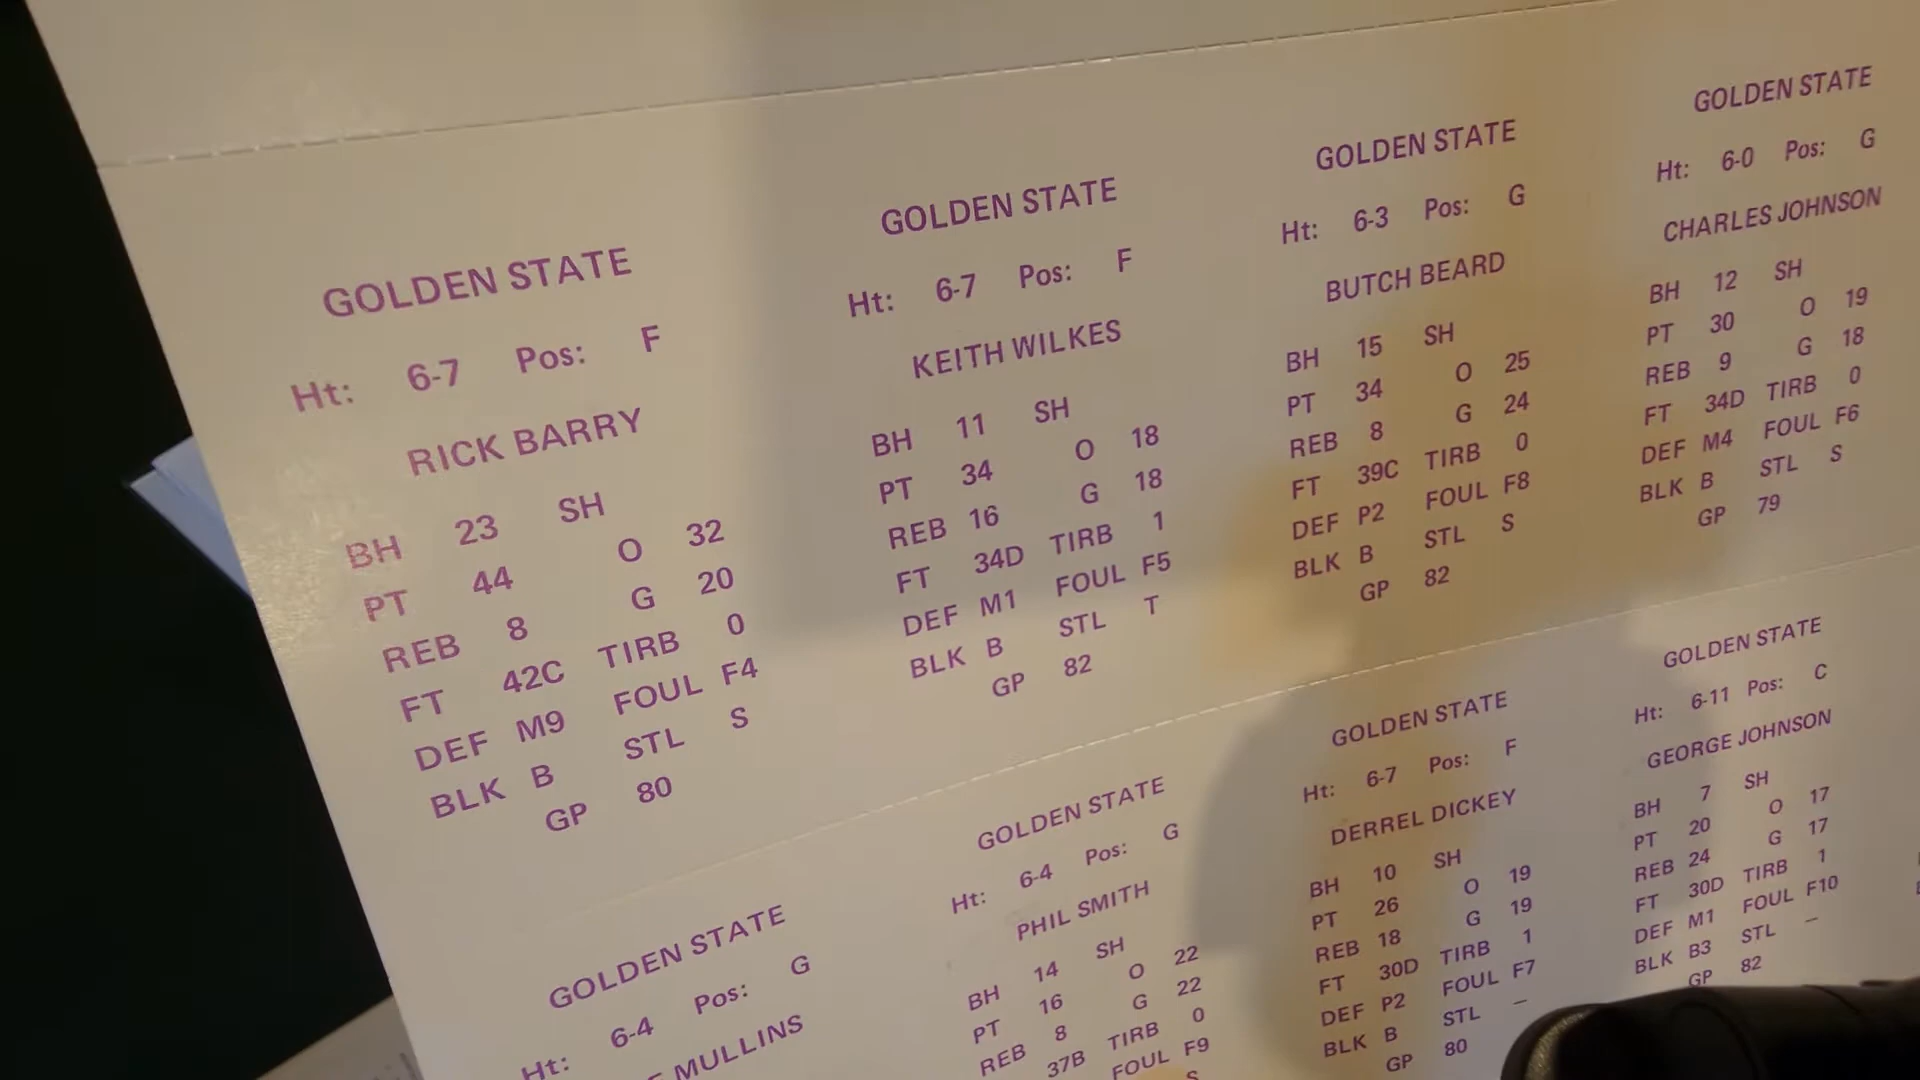 GOLDEN STATE
Ht: 6-7 Pos: F
RICK BARRY
BH 23 SH
PT 44 O 32
REB 8 G 20
FT 42C TIRB 0
DEF M9 FOUL F4
BLK B STL S
GP 80
GOLDEN STATE
Ht: 6-7 Pos: F
KEITH WILKES
BH 11 SH
PT 34 O 18
REB 16 G 18
FT 34D TIRB 1
DEF M1 FOUL F5
BLK B STL T
GP 82
GOLDEN STATE
Ht: 6-3 Pos: G
BUTCH BEARD
BH 15 SH
PT 34 O 25
REB 8 G 24
FT 39C TIRB 0
DEF P2 FOUL F8
BLK B STL S
GP 82
GOLDEN STATE
Ht: 6-0 Pos: G
CHARLES JOHNSON
BH 12 SH
PT 30 O 19
REB 9 G 18
FT 34D TIRB 0
DEF M4 FOUL F6
BLK B STL S
GP 79
GOLDEN STATE
Ht: 6-4 Pos: G
MULLINS
GOLDEN STATE
Ht: 6-4 Pos: G
PHIL SMITH
BH 14 SH
PT 16 O 22
REB 8 G 22
37B TIRB 0
FOUL F9
S
GOLDEN STATE
Ht: 6-7 Pos: F
DERREL DICKEY
BH 10 SH
PT 26 O 19
REB 18 G 19
FT 30D TIRB 1
DEF P2 FOUL F7
BLK B STL –
GP 80
GOLDEN STATE
Ht: 6-11 Pos: C
GEORGE JOHNSON
BH 7 SH
PT 20 O 17
REB 24 G 17
FT 30D TIRB 1
DEF M1 FOUL F10
BLK B3 STL –
GP 82